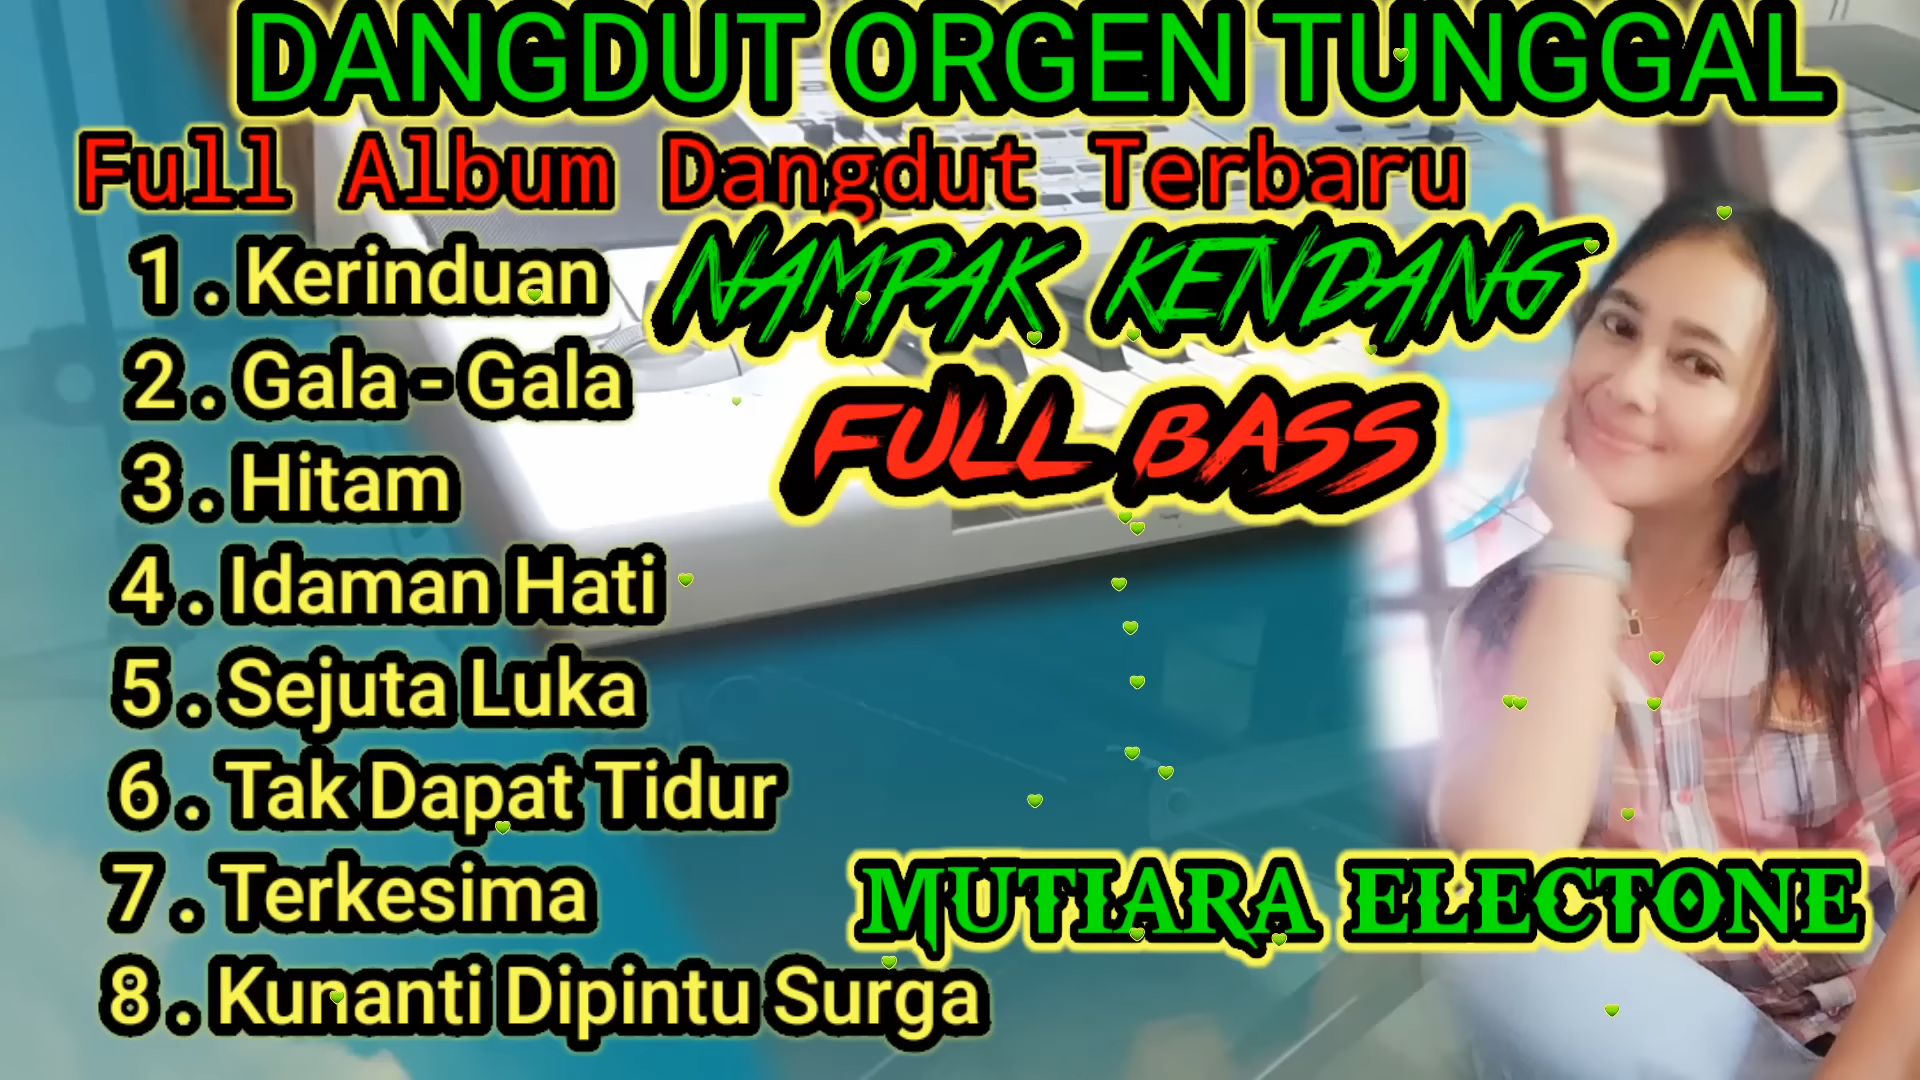 DANGDUT ORGEN TUNGGAL
Full Album Dangdut Terbaru
NAMPAK KENDANG
FULL BASS
1. Kerinduan
2. Gala-Gala
3. Hitam
4. Idaman Hati
5. Sejuta Luka
6. Tak Dapat Tidur
7. Terkesima
8. Kunanti Dipintu Surga
MUTIARA ELECTONE